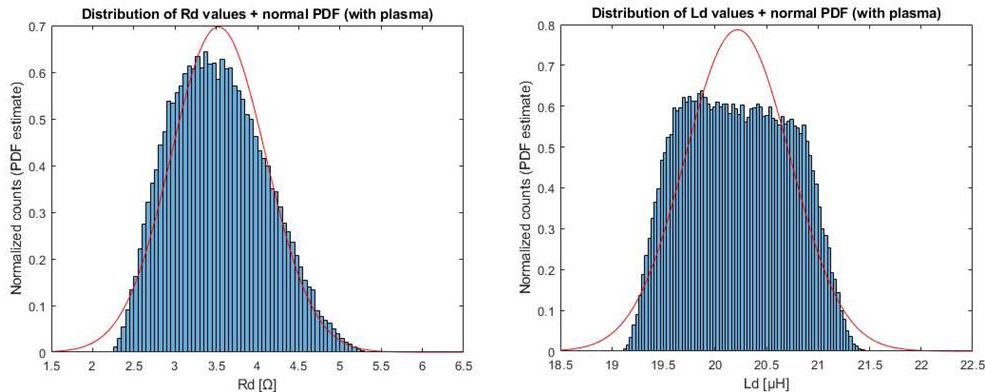 Distribution of Rd values + normal PDF (with plasma)
Normalized counts (PDF estimate)
0.7
0.6
0.5
0.4
0.3
0.2
0.1
0
1.5 2 2.5 3 3.5 4 4.5 5 5.5 6 6.5
Rd [Ω]
Distribution of Ld values + normal PDF (with plasma)
Normalized counts (PDF estimate)
0.8
0.7
0.6
0.5
0.4
0.3
0.2
0.1
0
18.5 19 19.5 20 20.5 21 21.5 22 22.5
Ld [µH]